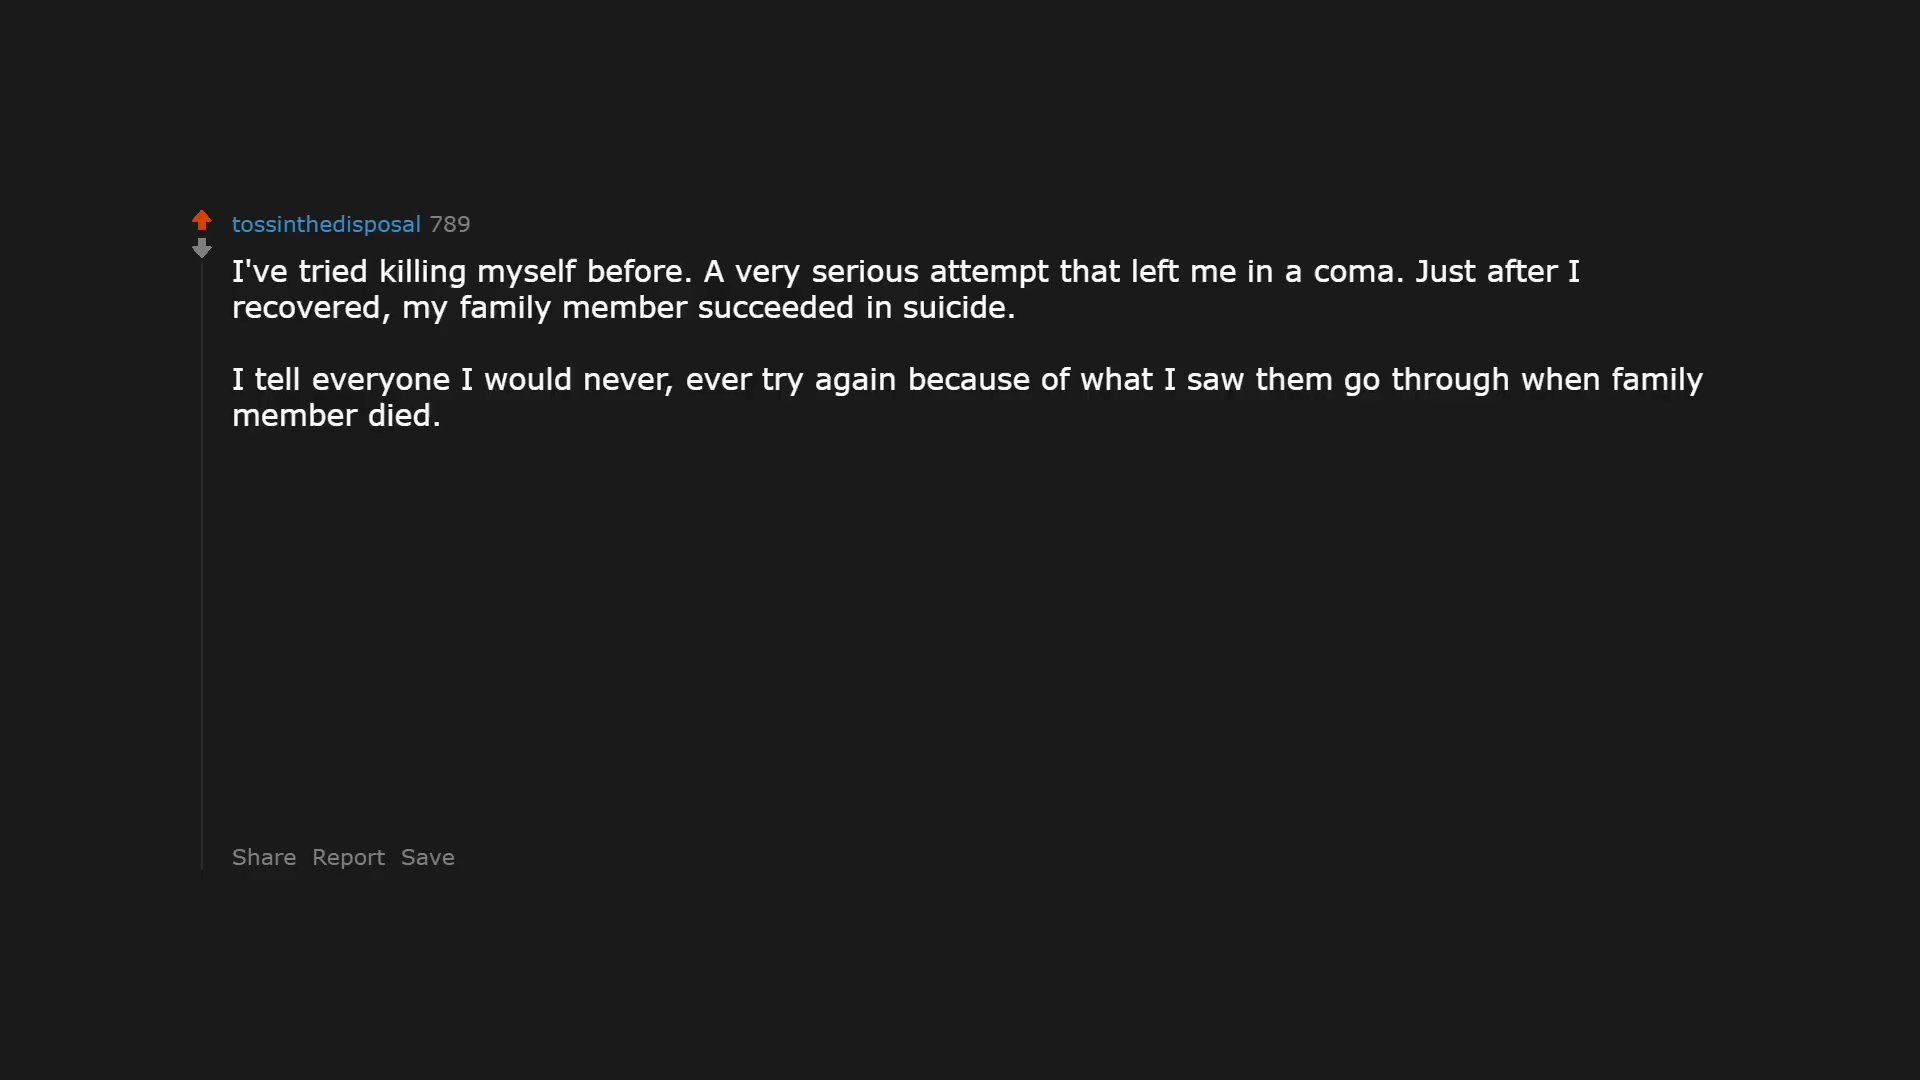 tossinthedisposal 789
I've tried killing myself before. A very serious attempt that left me in a coma. Just after I
recovered, my family member succeeded in suicide.
I tell everyone I would never, ever try again because of what I saw them go through when family
member died.
Share Report Save